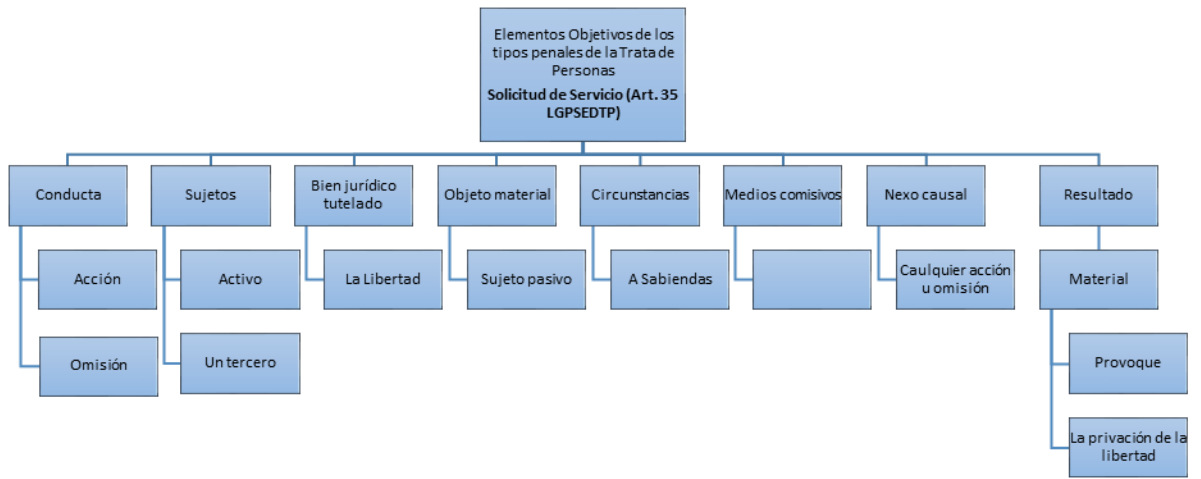 Elementos Objetivos de los
tipos penales de la Trata de
Personas
Solicitud de Servicio (Art. 35
LGPSEDTP)
Conducta
Sujetos
Bien jurídico
tutelado
Objeto material
Circunstancias
Medios comisivos
Nexo causal
Resultado
Acción
Activo
La Libertad
Sujeto pasivo
A Sabiendas
Caulquier acción
u omisión
Material
Omisión
Un tercero
Provoque
La privación de la
libertad